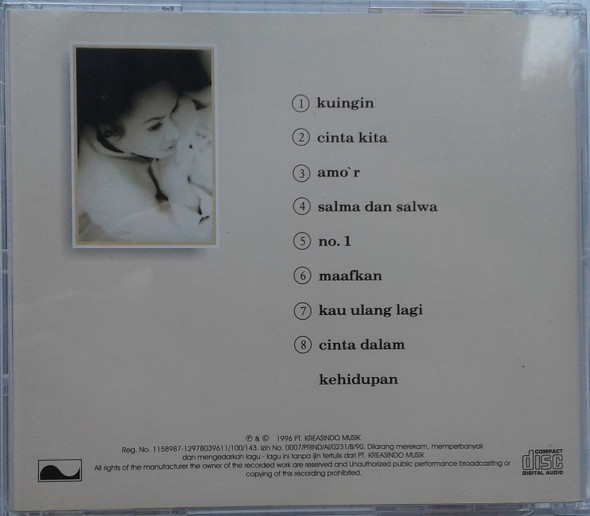 1 kuingin
2 cinta kita
3 amo`r
4 salma dan salwa
5 no. 1
6 maafkan
7 kau ulang lagi
8 cinta dalam
kehidupan
℗ & © 1996 PT. KREASINDO MUSIK
Reg. No. 1158987-12978039611/100/143. Izin No. 0007/PRIND/AI/0231/B/90. Dilarang merekam, memperbanyak
dan mengedarkan lagu - lagu ini tanpa ijin tertulis dari PT. KREASINDO MUSIK
All rights of the manufacturer the owner of the recorded work are reserved and Unauthorized public performance broadcasting or
copying of this recording prohibited.
COMPACT
disc
DIGITAL AUDIO